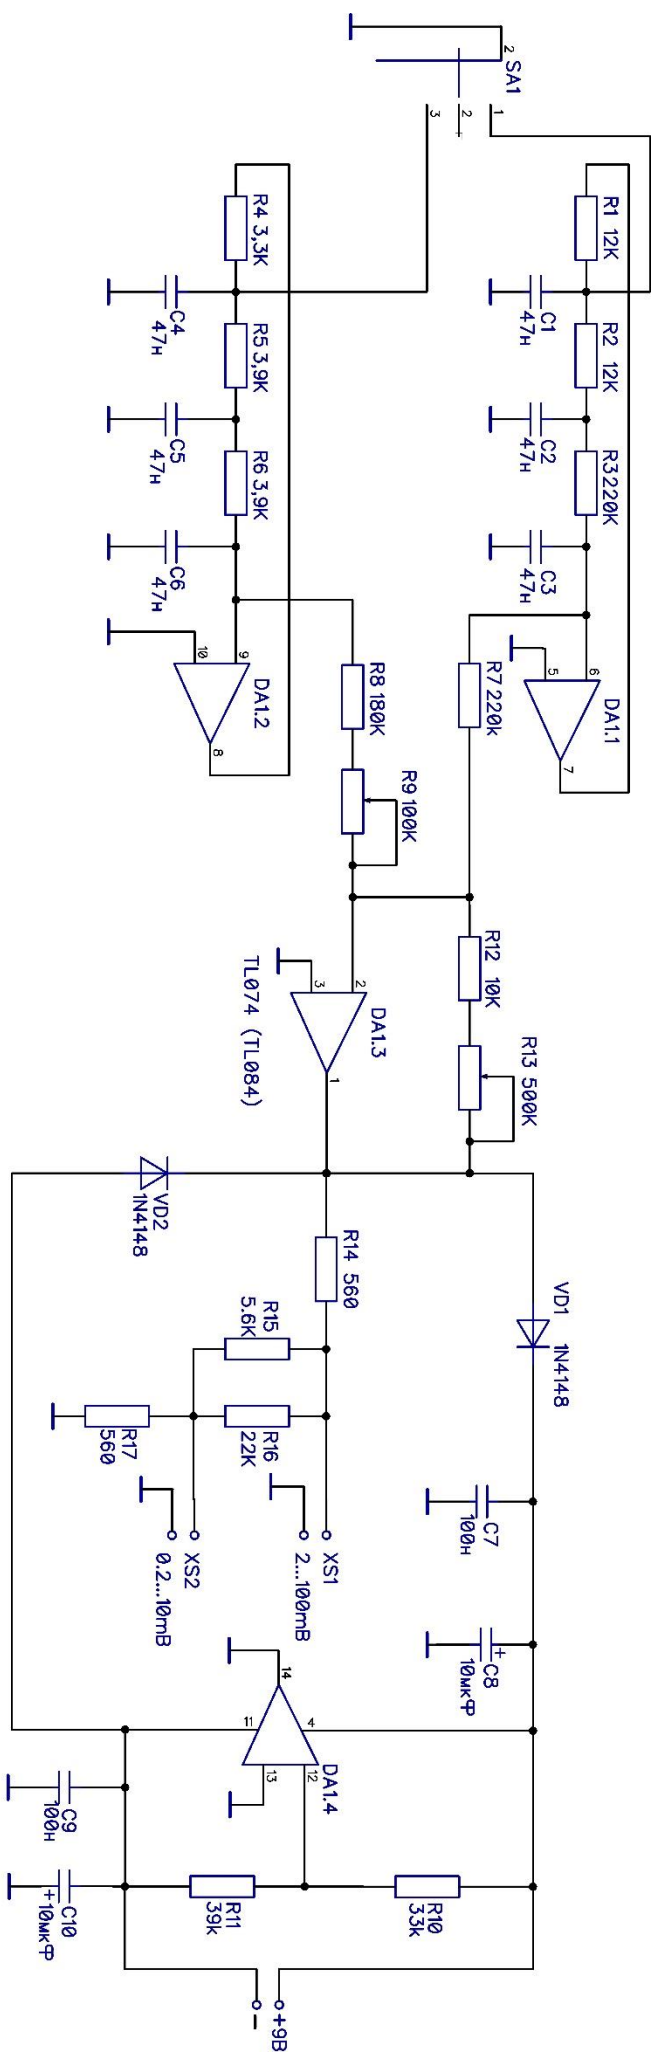 SA1
2
1
2
3
R1 12K
C1
47н
R2 12K
C2
47н
R3 220K
C3
47н
6
5
DA1.1
7
R4 3,3K
C4
47н
R5 3,9K
C5
47н
R6 3,9K
C6
47н
9
10
DA1.2
8
R7 220k
R8 180K
R9 100K
R12 10K
R13 500K
2
3
DA1.3
1
TL074 (TL084)
VD1 1N4148
VD2
1N4148
R14 560
R15
5.6K
R16
22K
R17
560
XS1
2...100mВ
XS2
0.2...10mВ
C7
100н
+
C8
10мкФ
14
11
4
DA1.4
13
12
C9
100н
C10
+10мкФ
R11
39k
R10
33k
+9В
–